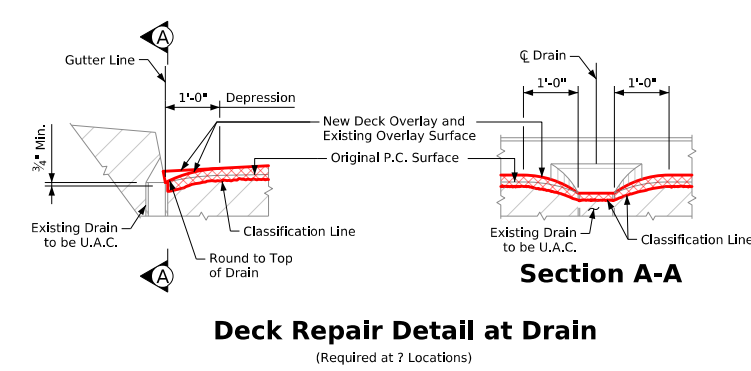 A
Gutter Line
1'-0"
Depression
New Deck Overlay and
Existing Overlay Surface
Original P.C. Surface
¾" Min.
Existing Drain
to be U.A.C.
Classification Line
Round to Top
of Drain
A
℄ Drain
1'-0"
1'-0"
Existing Drain
to be U.A.C.
Classification Line
Section A-A
Deck Repair Detail at Drain
(Required at ? Locations)